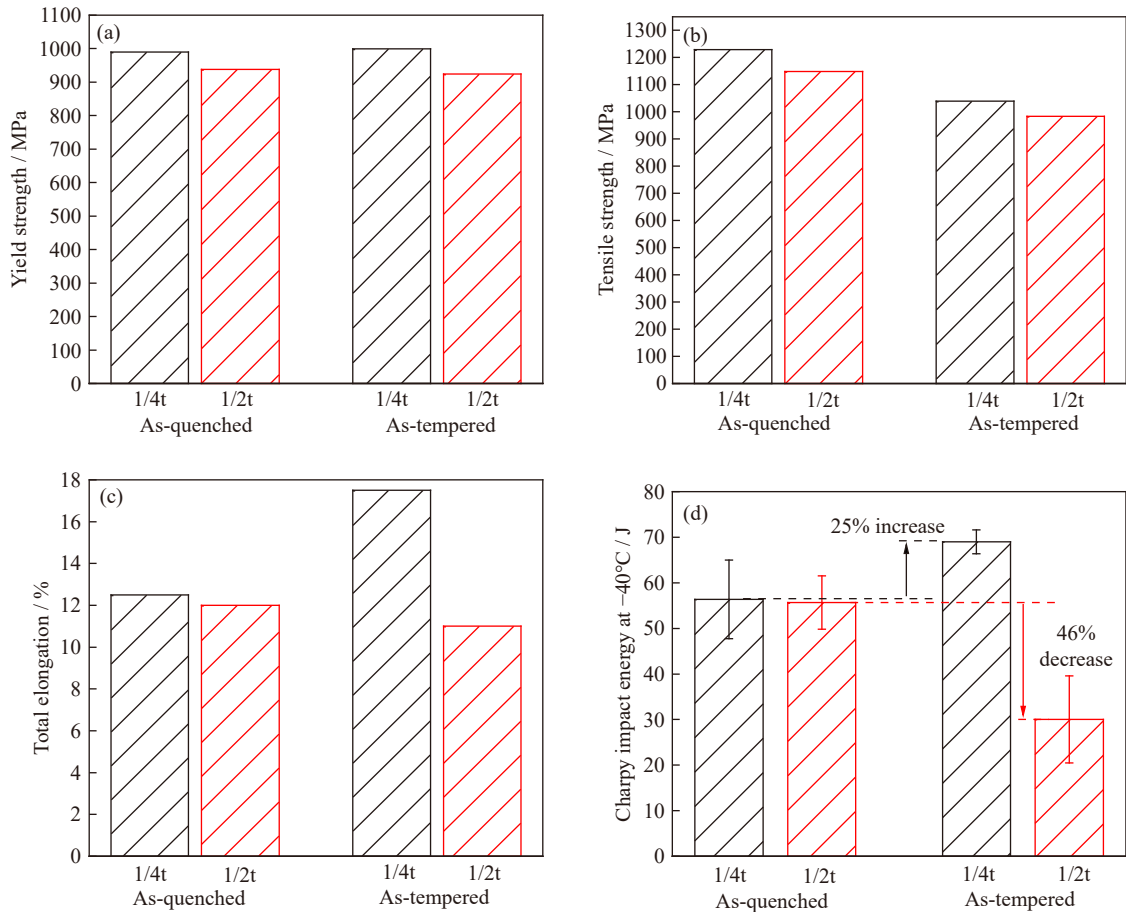 (a)
Yield strength / MPa
1100
1000
900
800
700
600
500
400
300
200
100
0
1/4t 1/2t 1/4t 1/2t
As-quenched As-tempered
(b)
Tensile strength / MPa
1300
1200
1100
1000
900
800
700
600
500
400
300
200
100
0
1/4t 1/2t 1/4t 1/2t
As-quenched As-tempered
(c)
Total elongation / %
18
16
14
12
10
8
6
4
2
0
1/4t 1/2t 1/4t 1/2t
As-quenched As-tempered
(d)
Charpy impact energy at −40°C / J
80
70
60
50
40
30
20
10
0
25% increase
46%
decrease
1/4t 1/2t 1/4t 1/2t
As-quenched As-tempered